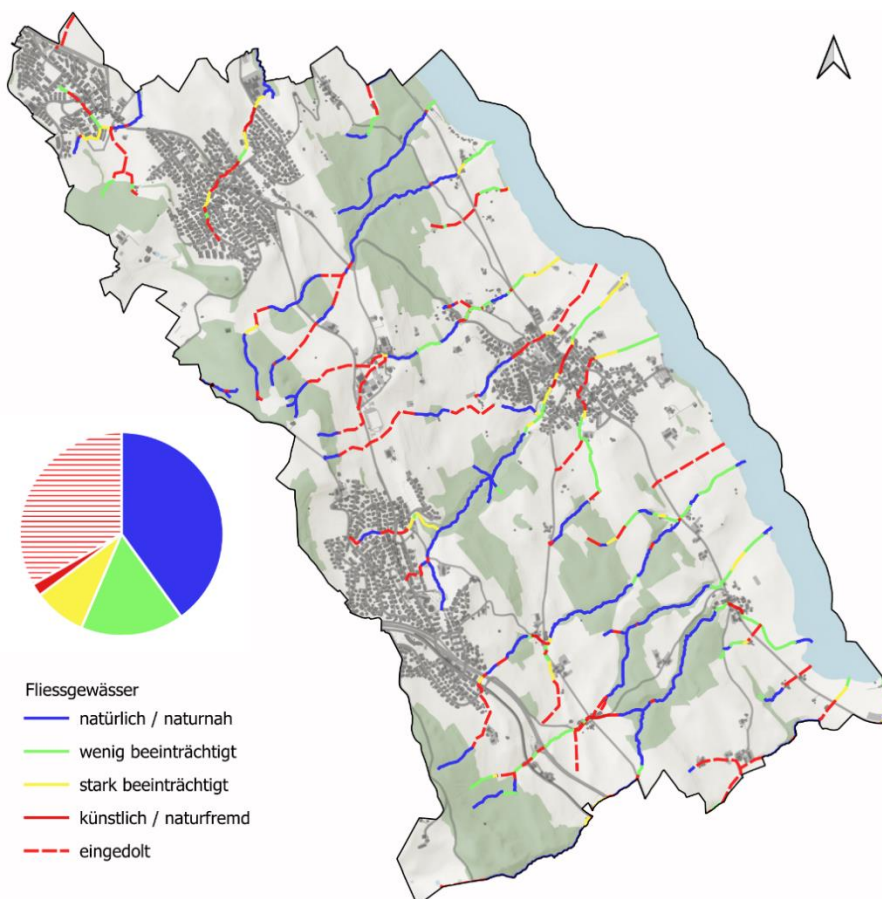 Fliessgewässer
natürlich / naturnah
wenig beeinträchtigt
stark beeinträchtigt
künstlich / naturfremd
eingedolt